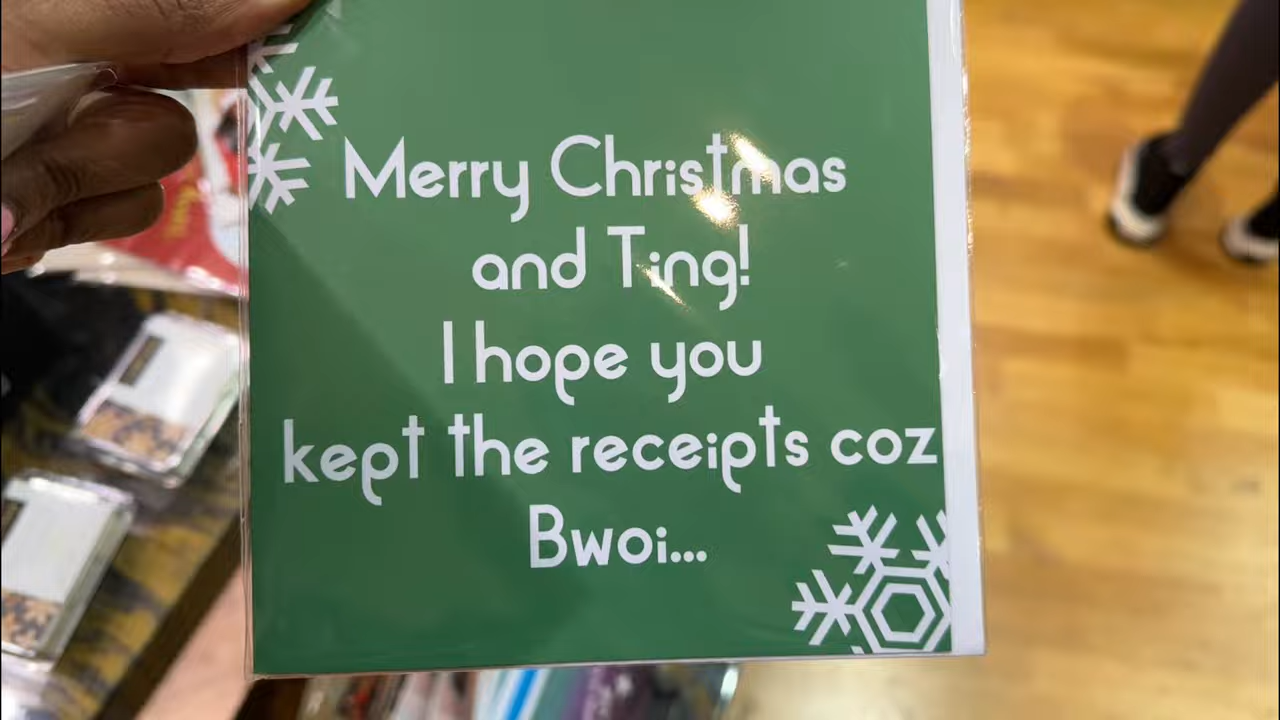 Merry Christmas
and Ting!
I hope you
kept the receipts coz
Bwoi...